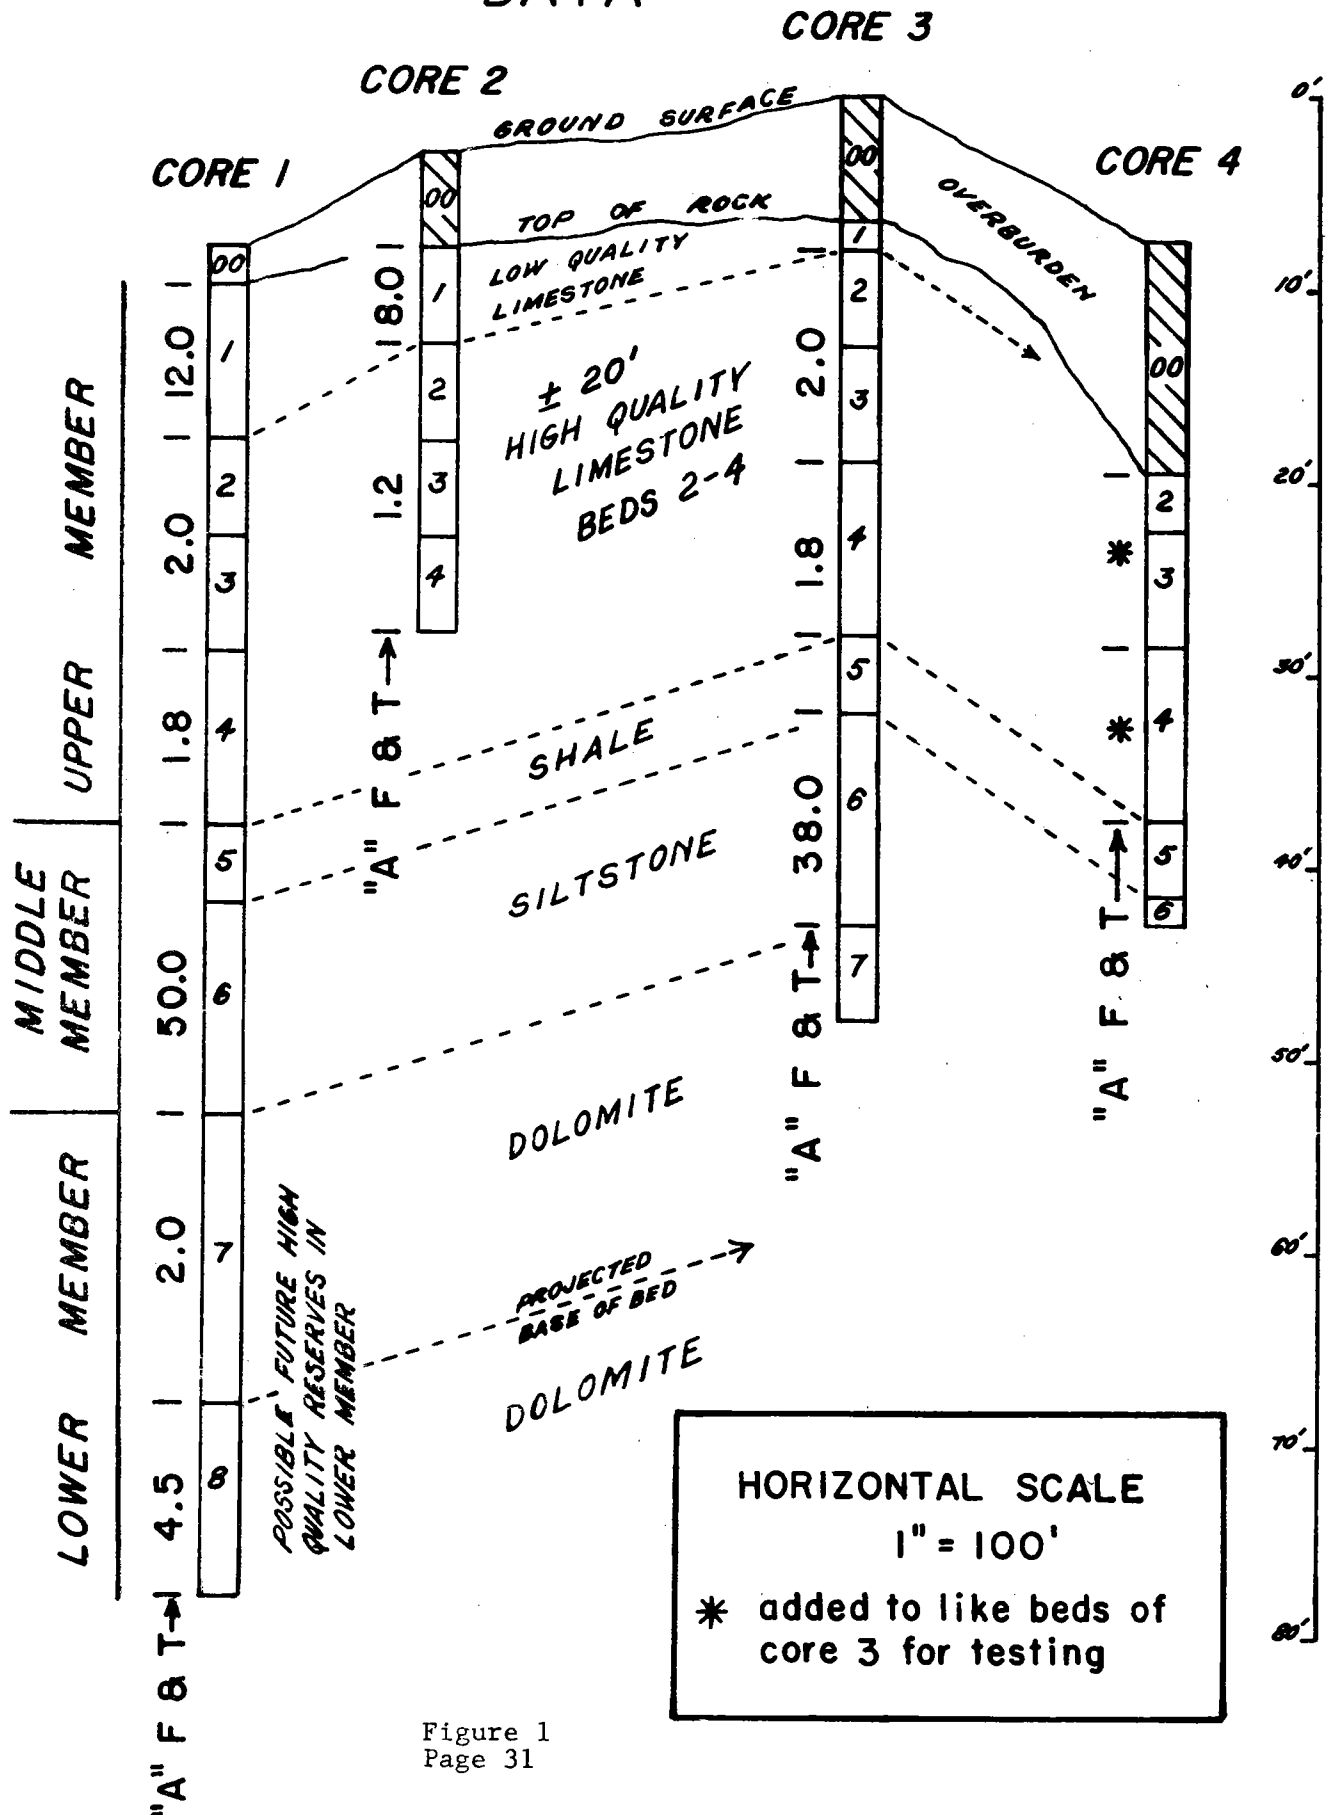 CORE 3
CORE 2
CORE 1
CORE 4
GROUND SURFACE
TOP OF ROCK
OVERBURDEN
LOW QUALITY
LIMESTONE
± 20'
HIGH QUALITY
LIMESTONE
BEDS 2-4
SHALE
SILTSTONE
DOLOMITE
PROJECTED
BASE OF BED
DOLOMITE
POSSIBLE FUTURE HIGH
QUALITY RESERVES IN
LOWER MEMBER
UPPER MEMBER
MIDDLE
MEMBER
LOWER MEMBER
12.0
2.0
1.8
50.0
2.0
4.5
"A" F & T
00
1
2
3
4
5
6
7
8
18.0
1.2
"A" F & T
00
1
2
3
4
2.0
1.8
38.0
"A" F & T
00
1
2
3
4
5
6
7
*
*
"A" F & T
00
2
3
4
5
6
0'
10'
20'
30'
40'
50'
60'
70'
80'
HORIZONTAL SCALE
1" = 100'
* added to like beds of
core 3 for testing
Figure 1
Page 31